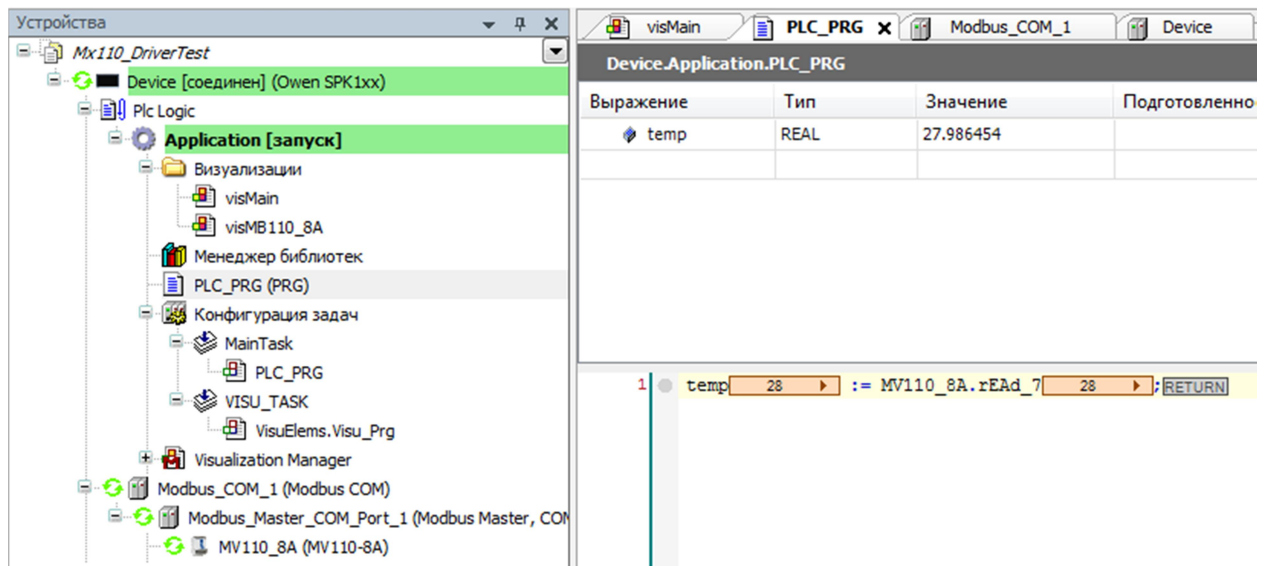 Устройства
Mx110_DriverTest
Device [соединен] (Owen SPK1xx)
Plc Logic
Application [запуск]
Визуализации
visMain
visMB110_8A
Менеджер библиотек
PLC_PRG (PRG)
Конфигурация задач
MainTask
PLC_PRG
VISU_TASK
VisuElems.Visu_Prg
Visualization Manager
Modbus_COM_1 (Modbus COM)
Modbus_Master_COM_Port_1 (Modbus Master, COM
MV110_8A (MV110-8A)
visMain PLC_PRG Modbus_COM_1 Device
Device.Application.PLC_PRG
Выражение Тип Значение Подготовленно
temp REAL 27.986454
1 temp 28 := MV110_8A.rEAd_7 28 ; RETURN